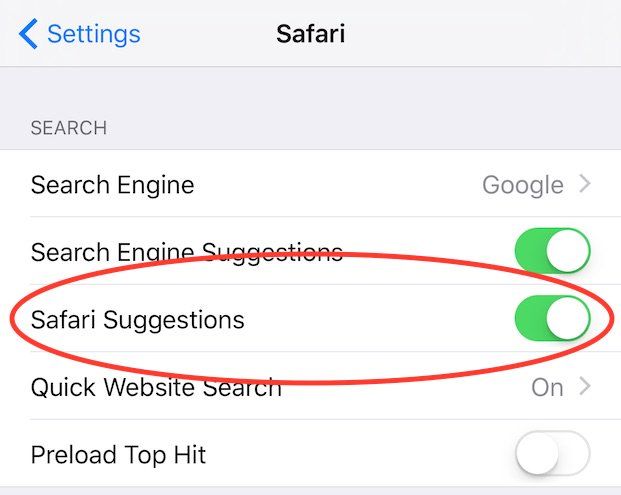 Settings
Safari
SEARCH
Search Engine Google
Search Engine Suggestions
Safari Suggestions
Quick Website Search On
Preload Top Hit